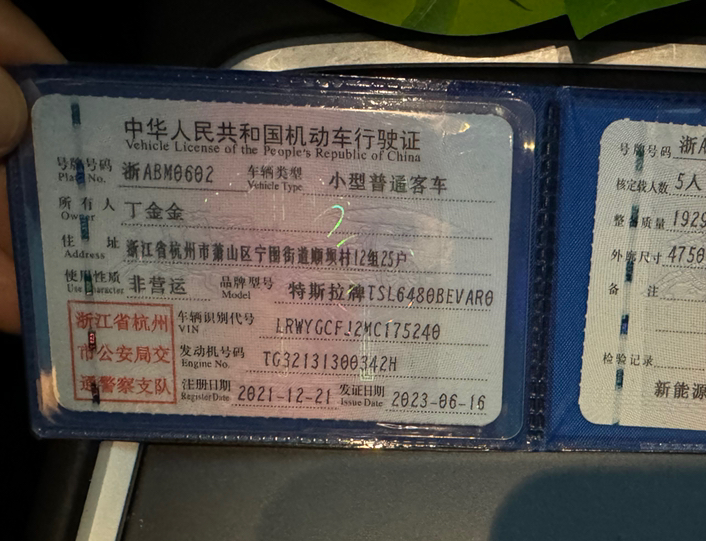 中华人民共和国机动车行驶证
Vehicle License of the People's Republic of China
号牌号码 浙ABM0602 车辆类型 小型普通客车
Plate No. Vehicle Type
所有人 丁金金
Owner
住址 浙江省杭州市萧山区宁围街道顺坝村12组25户
Address
使用性质 非营运 品牌型号 特斯拉牌TSL6480BEVAR0
Use Character Model
浙江省杭州
市公安局交
通警察支队
车辆识别代号 LRWYGCFJ2MC175240
VIN
发动机号码 TG32131300342H
Engine No.
注册日期 2021-12-21 发证日期 2023-06-16
Register Date Issue Date
号牌号码 浙A
核定载人数 5人
整备质量 1929
外廓尺寸 4750
备注
检验记录
新能源